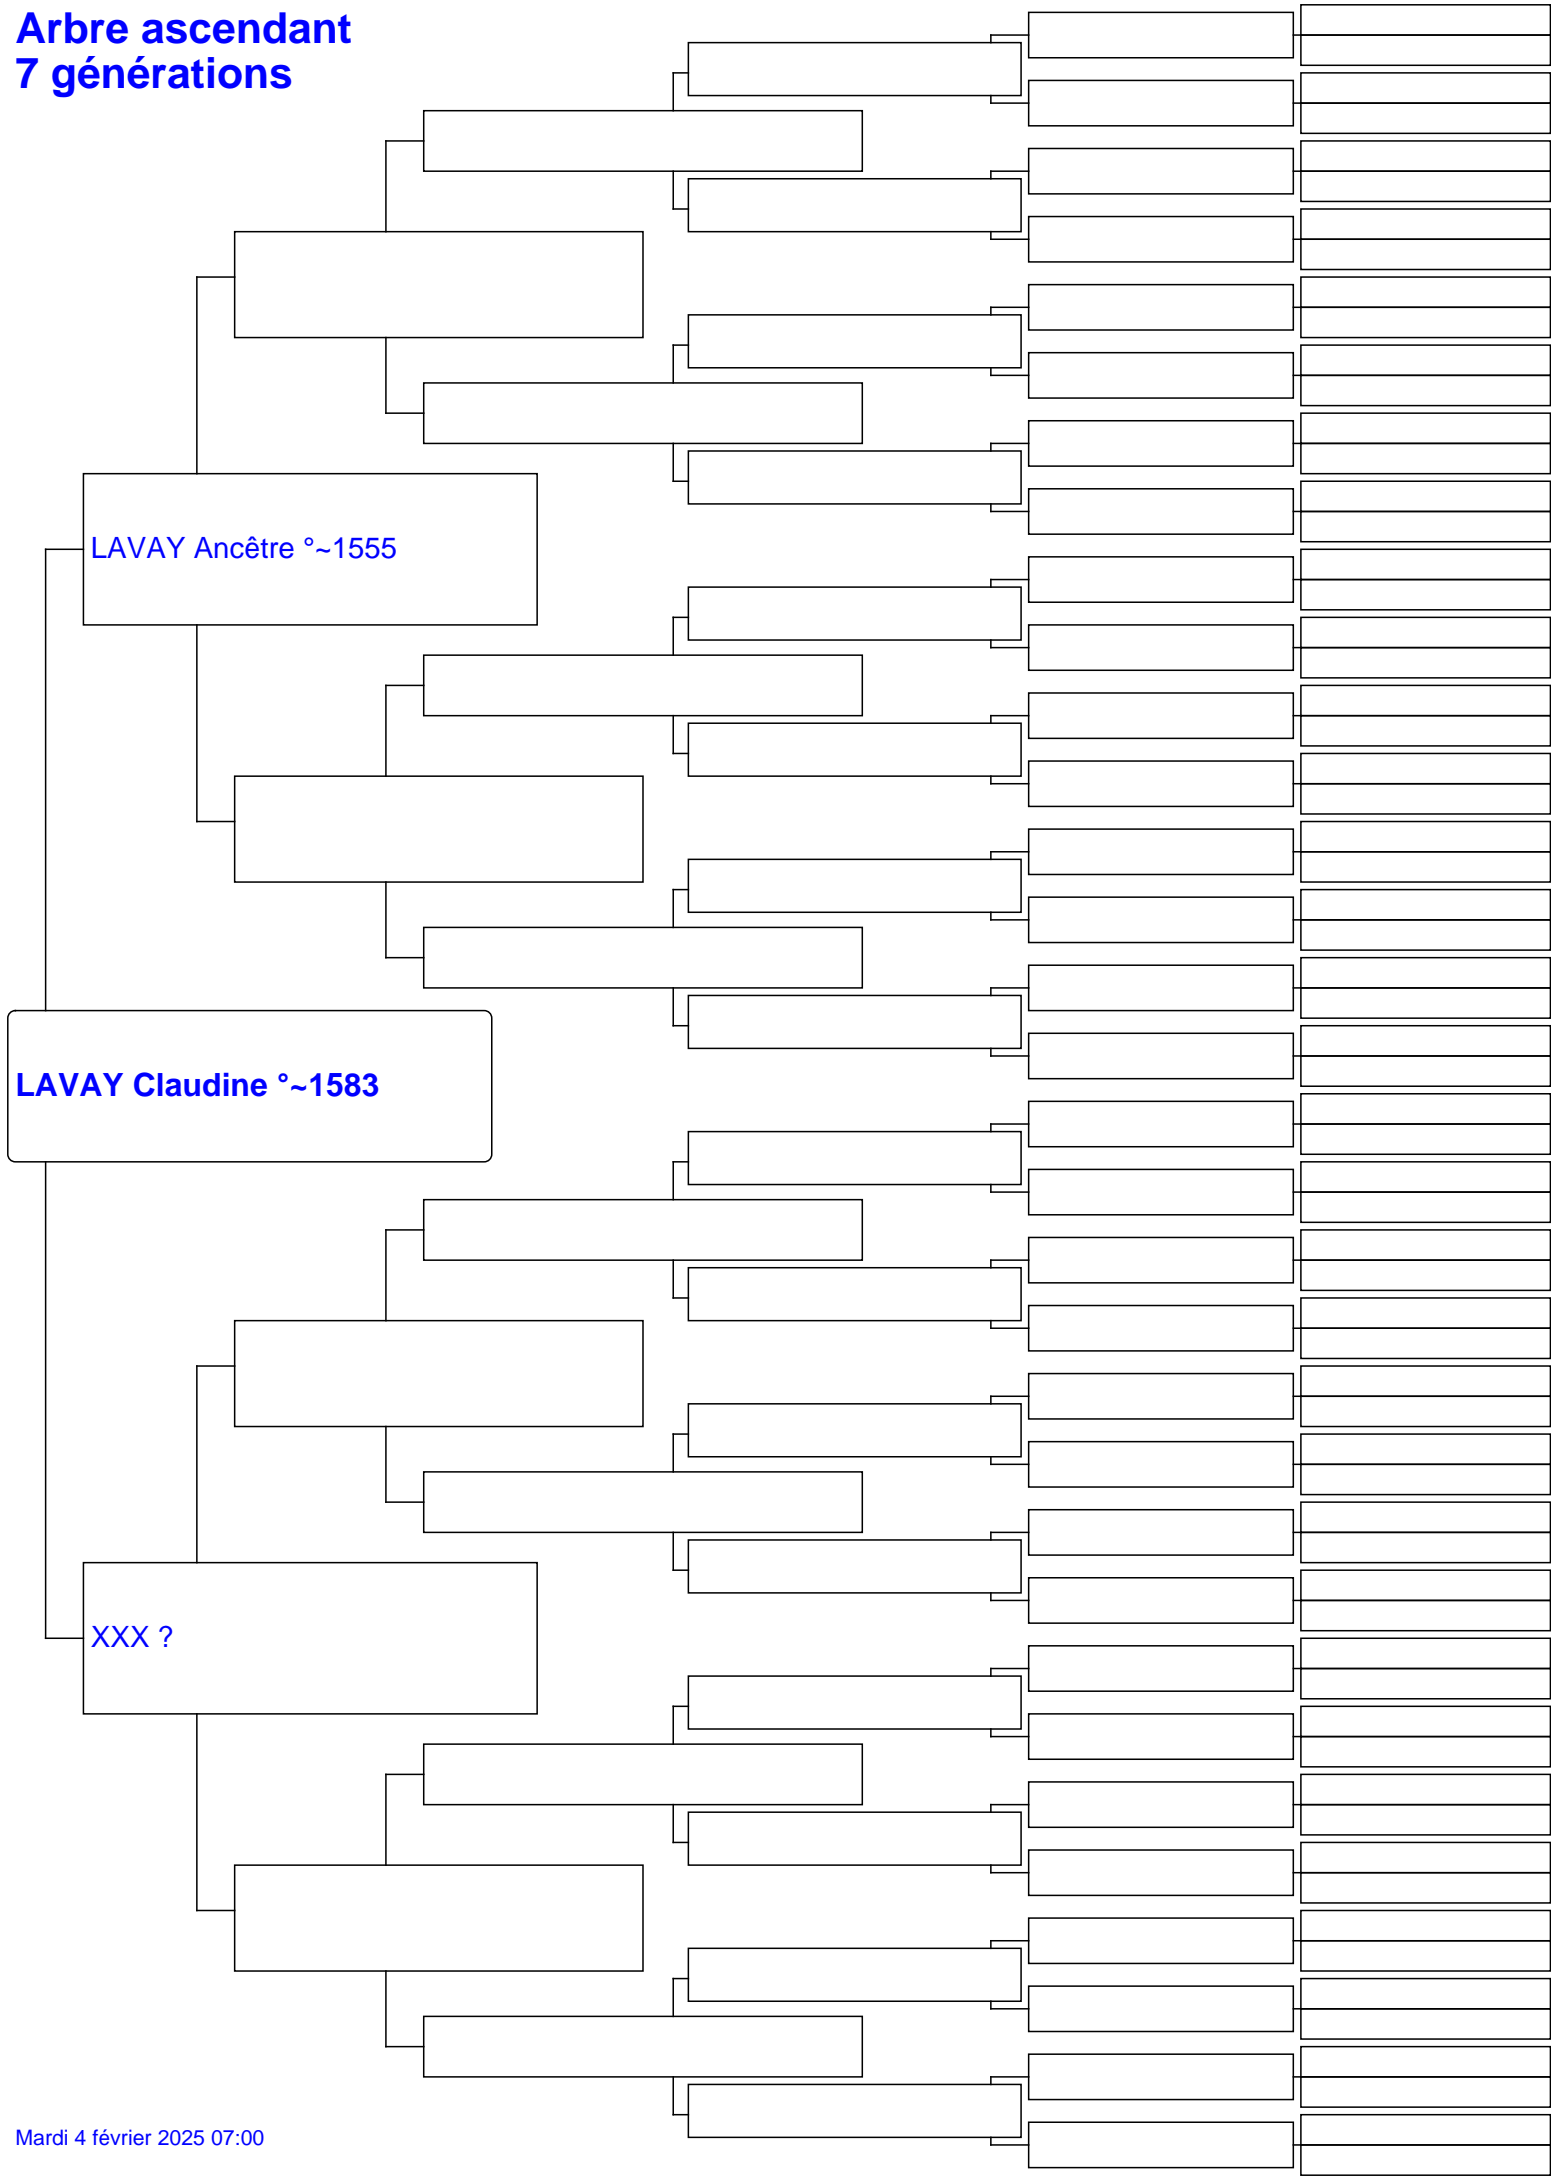 Arbre ascendant
7 générations
LAVAY Ancêtre °~1555
LAVAY Claudine °~1583
XXX ?
Mardi 4 février 2025 07:00